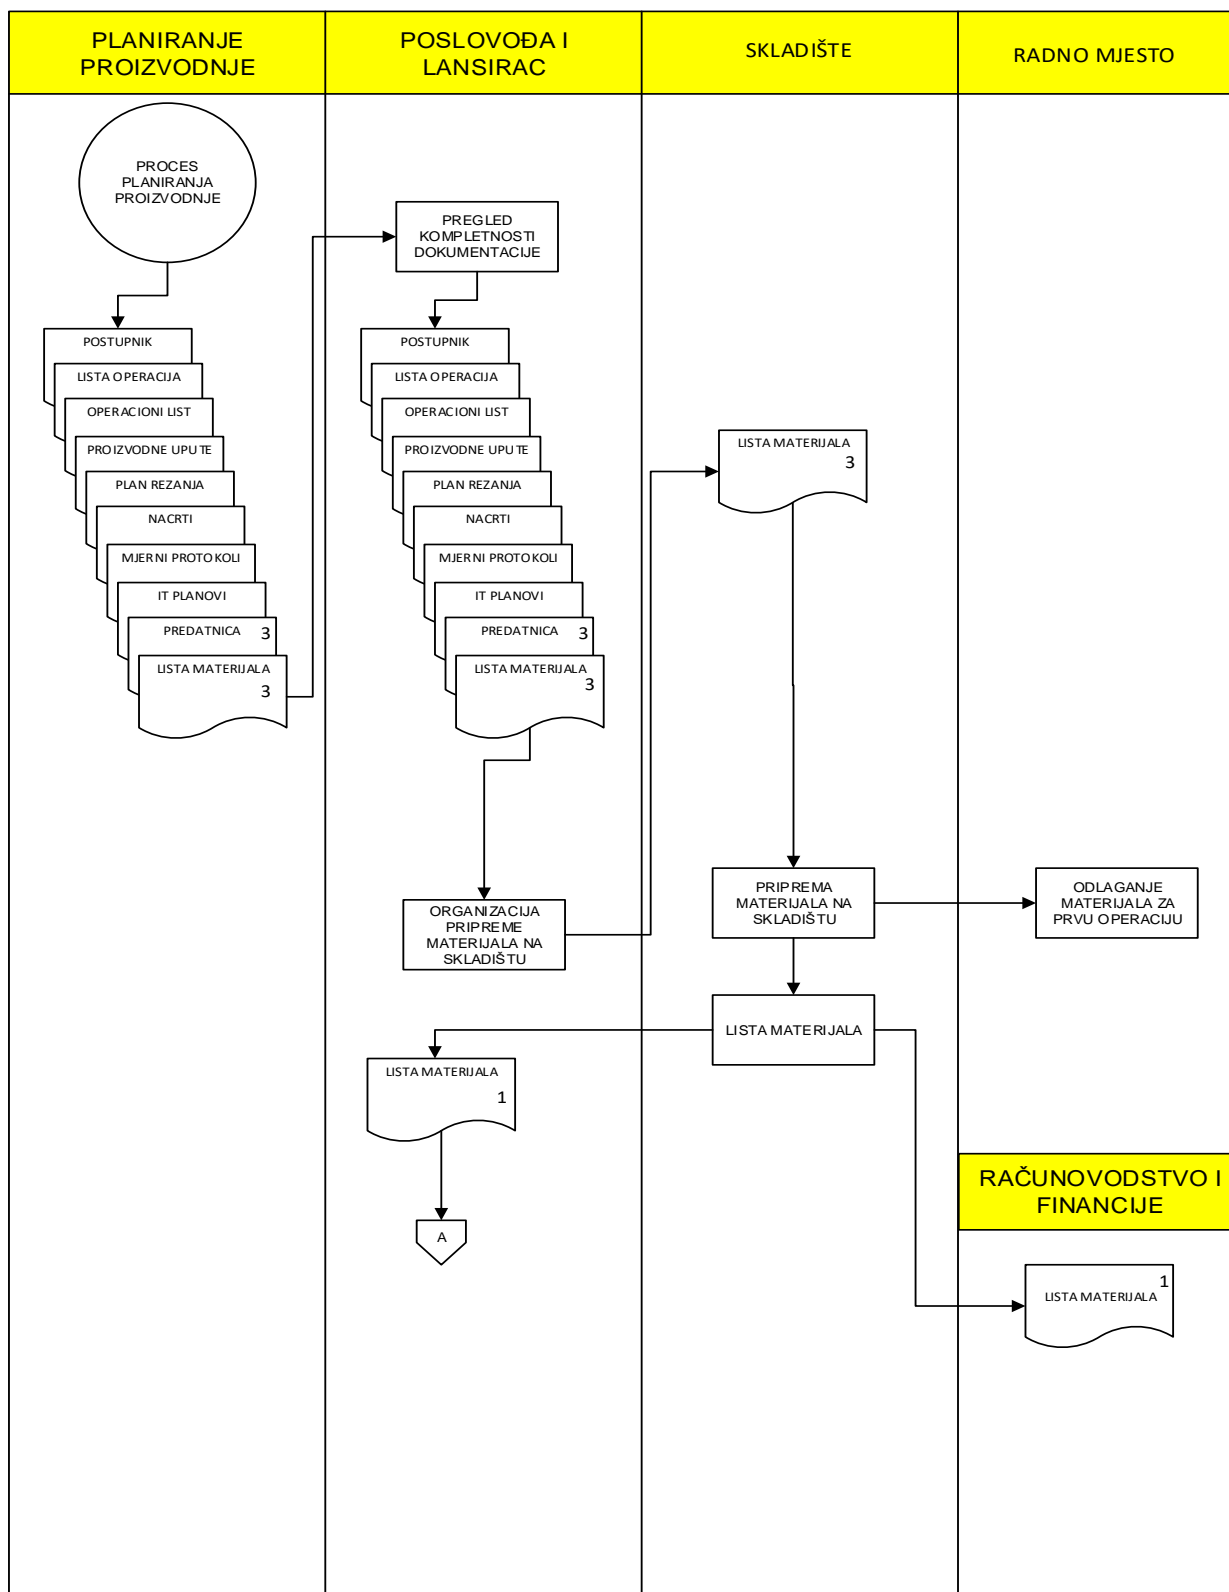 PLANIRANJE
PROIZVODNJE
POSLOVOĐA I
LANSIRAC
SKLADIŠTE
RADNO MJESTO
PROCES
PLANIRANJA
PROIZVODNJE
POSTUPNIK
LISTA OPERACIJA
OPERACIONI LIST
PROIZVODNE UPUTE
PLAN REZANJA
NACRTI
MJERNI PROTOKOLI
IT PLANOVI
PREDATNICA 3
LISTA MATERIJALA
3
PREGLED
KOMPLETNOSTI
DOKUMENTACIJE
POSTUPNIK
LISTA OPERACIJA
OPERACIONI LIST
PROIZVODNE UPUTE
PLAN REZANJA
NACRTI
MJERNI PROTOKOLI
IT PLANOVI
PREDATNICA 3
LISTA MATERIJALA
3
ORGANIZACIJA
PRIPREME
MATERIJALA NA
SKLADIŠTU
LISTA MATERIJALA
3
PRIPREMA
MATERIJALA NA
SKLADIŠTU
ODLAGANJE
MATERIJALA ZA
PRVU OPERACIJU
LISTA MATERIJALA
LISTA MATERIJALA
1
A
RAČUNOVODSTVO I
FINANCIJE
1
LISTA MATERIJALA